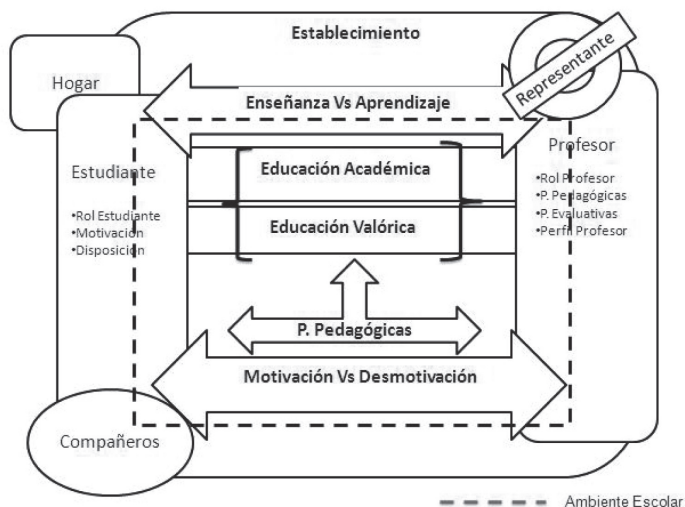 Establecimiento
Hogar
Representante
Enseñanza Vs Aprendizaje
Estudiante
•Rol Estudiante
•Motivación
•Disposición
Educación Académica
Educación Valórica
Profesor
•Rol Profesor
•P. Pedagógicas
•P. Evaluativas
•Perfil Profesor
P. Pedagógicas
Motivación Vs Desmotivación
Compañeros
Ambiente Escolar